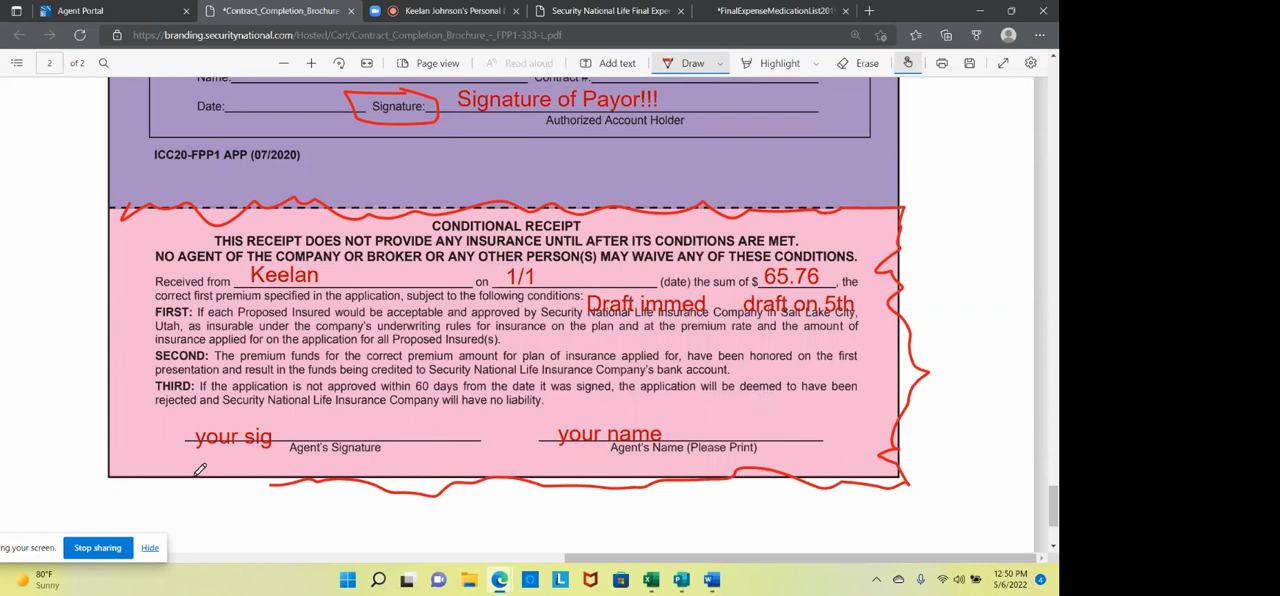 Agent Portal
*Contract_Completion_Brochure
Keelan Johnson's Personal
Security National Life Final Expe
*FinalExpenseMedicationList201
https://branding.securitynational.com/Hosted/Cart/Contract_Completion_Brochure_-_FPP1-333-L.pdf
2 of 2
Page view
Read aloud
Add text
Draw
Highlight
Erase
Name: Contract #:
Date: Signature: Signature of Payor!!!
Authorized Account Holder
ICC20-FPP1 APP (07/2020)
CONDITIONAL RECEIPT
THIS RECEIPT DOES NOT PROVIDE ANY INSURANCE UNTIL AFTER ITS CONDITIONS ARE MET.
NO AGENT OF THE COMPANY OR BROKER OR ANY OTHER PERSON(S) MAY WAIVE ANY OF THESE CONDITIONS.
Received from Keelan on 1/1 (date) the sum of $ 65.76, the
correct first premium specified in the application, subject to the following conditions:
Draft immed draft on 5th
FIRST: If each Proposed Insured would be acceptable and approved by Security National Life Insurance Company in Salt Lake City,
Utah, as insurable under the company's underwriting rules for insurance on the plan and at the premium rate and the amount of
insurance applied for on the application for all Proposed Insured(s).
SECOND: The premium funds for the correct premium amount for plan of insurance applied for, have been honored on the first
presentation and result in the funds being credited to Security National Life Insurance Company's bank account.
THIRD: If the application is not approved within 60 days from the date it was signed, the application will be deemed to have been
rejected and Security National Life Insurance Company will have no liability.
your sig your name
Agent's Signature Agent's Name (Please Print)
ng your screen. Stop sharing Hide
80°F
Sunny
12:50 PM
5/6/2022
4